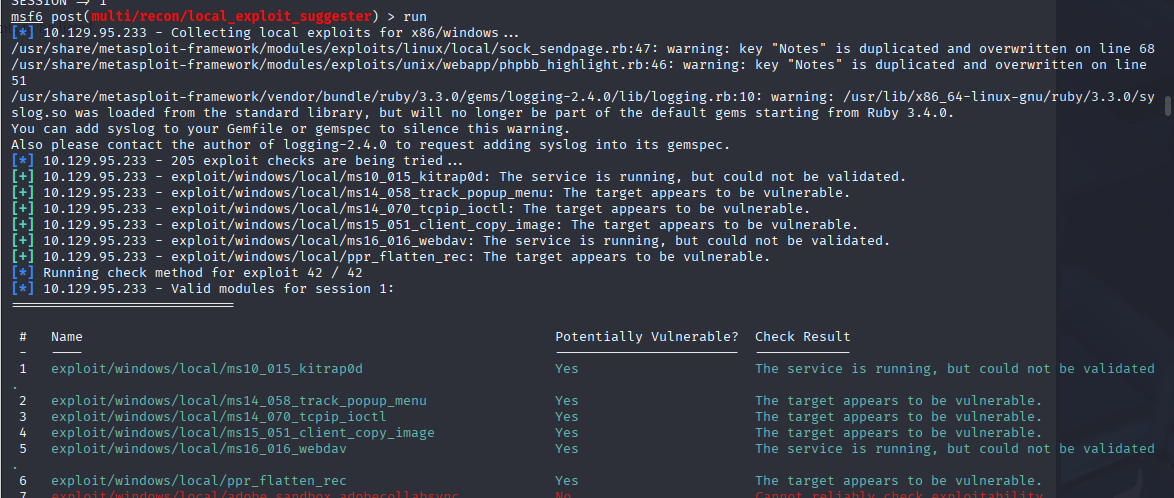 SESSION => 1
msf6 post(multi/recon/local_exploit_suggester) > run
[*] 10.129.95.233 - Collecting local exploits for x86/windows...
/usr/share/metasploit-framework/modules/exploits/linux/local/sock_sendpage.rb:47: warning: key "Notes" is duplicated and overwritten on line 68
/usr/share/metasploit-framework/modules/exploits/unix/webapp/phpbb_highlight.rb:46: warning: key "Notes" is duplicated and overwritten on line
51
/usr/share/metasploit-framework/vendor/bundle/ruby/3.3.0/gems/logging-2.4.0/lib/logging.rb:10: warning: /usr/lib/x86_64-linux-gnu/ruby/3.3.0/sy
slog.so was loaded from the standard library, but will no longer be part of the default gems starting from Ruby 3.4.0.
You can add syslog to your Gemfile or gemspec to silence this warning.
Also please contact the author of logging-2.4.0 to request adding syslog into its gemspec.
[*] 10.129.95.233 - 205 exploit checks are being tried...
[+] 10.129.95.233 - exploit/windows/local/ms10_015_kitrap0d: The service is running, but could not be validated.
[+] 10.129.95.233 - exploit/windows/local/ms14_058_track_popup_menu: The target appears to be vulnerable.
[+] 10.129.95.233 - exploit/windows/local/ms14_070_tcpip_ioctl: The target appears to be vulnerable.
[+] 10.129.95.233 - exploit/windows/local/ms15_051_client_copy_image: The target appears to be vulnerable.
[+] 10.129.95.233 - exploit/windows/local/ms16_016_webdav: The service is running, but could not be validated.
[+] 10.129.95.233 - exploit/windows/local/ppr_flatten_rec: The target appears to be vulnerable.
[*] Running check method for exploit 42 / 42
[*] 10.129.95.233 - Valid modules for session 1:
============================
# Name Potentially Vulnerable? Check Result
- ---- ----------------------- ------------
1 exploit/windows/local/ms10_015_kitrap0d Yes The service is running, but could not be validated
.
2 exploit/windows/local/ms14_058_track_popup_menu Yes The target appears to be vulnerable.
3 exploit/windows/local/ms14_070_tcpip_ioctl Yes The target appears to be vulnerable.
4 exploit/windows/local/ms15_051_client_copy_image Yes The target appears to be vulnerable.
5 exploit/windows/local/ms16_016_webdav Yes The service is running, but could not be validated
.
6 exploit/windows/local/ppr_flatten_rec Yes The target appears to be vulnerable.
7 exploit/windows/local/adobe_sandbox_adobecollabsync No Cannot reliably check exploitability.